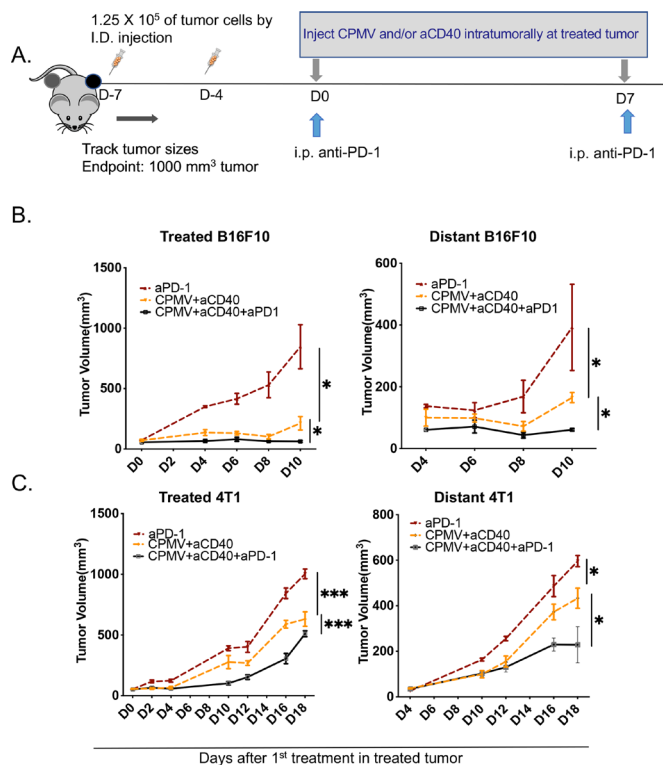 1.25 X 10⁵ of tumor cells by
I.D. injection
Inject CPMV and/or aCD40 intratumorally at treated tumor
A.
D-7
D-4
D0
D7
Track tumor sizes
Endpoint: 1000 mm³ tumor
i.p. anti-PD-1
i.p. anti-PD-1
B.
Treated B16F10
1500
1000
500
0
Tumor Volume(mm³)
aPD-1
CPMV+aCD40
CPMV+aCD40+aPD1
*
*
D0
D2
D4
D6
D8
D10
Distant B16F10
600
400
200
0
Tumor Volume(mm³)
aPD-1
CPMV+aCD40
CPMV+aCD40+aPD1
*
*
D4
D6
D8
D10
C.
Treated 4T1
1500
1000
500
0
Tumor Volume(mm³)
aPD-1
CPMV+aCD40
CPMV+aCD40+aPD-1
***
***
D0
D2
D4
D6
D8
D10
D12
D14
D16
D18
Distant 4T1
800
600
400
200
0
Tumor Volume(mm³)
aPD-1
CPMV+aCD40
CPMV+aCD40+aPD-1
*
*
D4
D6
D8
D10
D12
D14
D16
D18
Days after 1st treatment in treated tumor